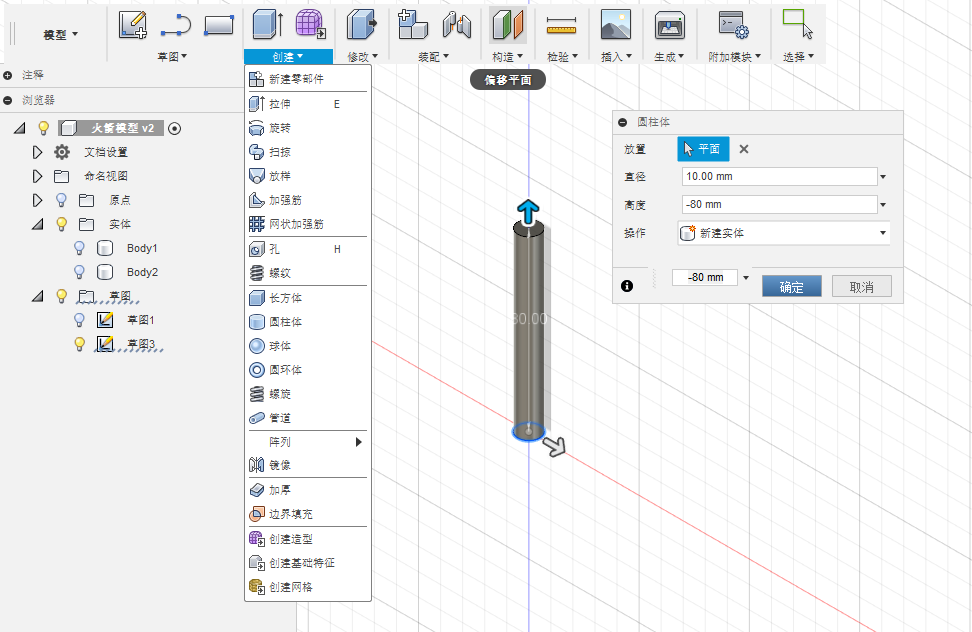 模型
草图
创建
修改
装配
构造
检验
插入
生成
附加模块
选择
注释
浏览器
火箭模型 v2
文档设置
命名视图
原点
实体
Body1
Body2
草图
草图1
草图3
新建零部件
拉伸 E
旋转
扫掠
放样
加强筋
网状加强筋
孔 H
螺纹
长方体
圆柱体
球体
圆环体
螺旋
管道
阵列
镜像
加厚
边界填充
创建造型
创建基础特征
创建网格
偏移平面
80.00
圆柱体
放置 平面
直径 10.00 mm
高度 -80 mm
操作 新建实体
-80 mm 确定 取消